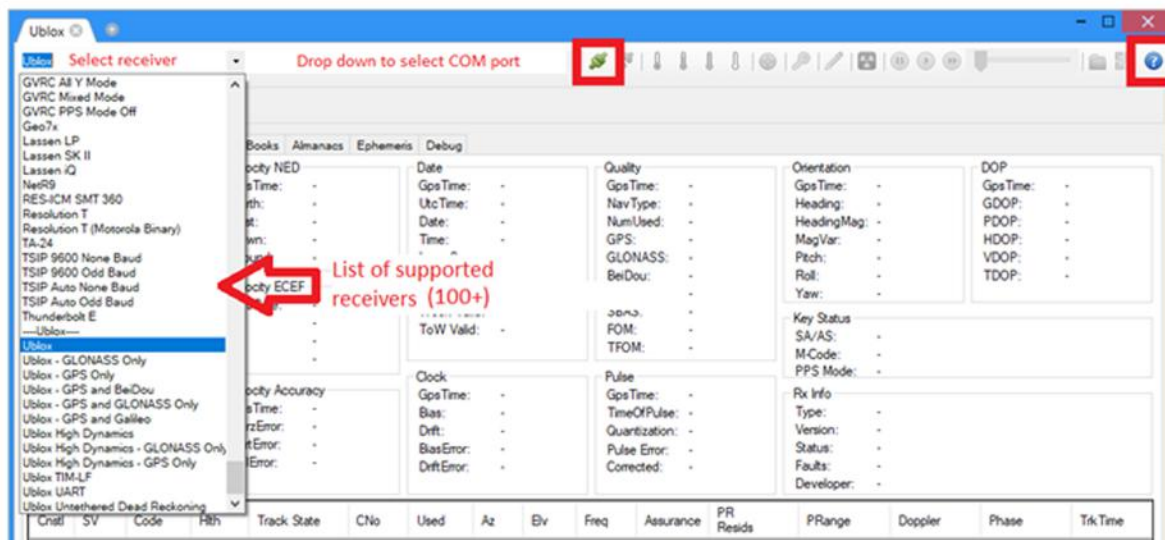 Ublox
Ublox Select receiver Drop down to select COM port
GVRC All Y Mode
GVRC Mixed Mode
GVRC PPS Mode Off
Geo7x
Lassen LP
Lassen SK II
Lassen iQ
NetR9
RES-ICM SMT 360
Resolution T
Resolution T (Motorola Binary)
TA-24
TSIP 9600 None Baud
TSIP 9600 Odd Baud
TSIP Auto None Baud
TSIP Auto Odd Baud
Thunderbolt E
----Ublox----
Ublox
Ublox - GLONASS Only
Ublox - GPS Only
Ublox - GPS and BeiDou
Ublox - GPS and GLONASS Only
Ublox - GPS and Galileo
Ublox High Dynamics
Ublox High Dynamics - GLONASS Only
Ublox High Dynamics - GPS Only
Ublox TIM-LF
Ublox UART
Ublox Untethered Dead Reckoning
List of supported
receivers (100+)
Books Almanacs Ephemeris Debug
ocity NED
sTime: -
rth: -
st: -
wn: -
ocity ECEF
ocity Accuracy
sTime: -
rzError: -
rtError: -
lError: -
Date
GpsTime: -
UtcTime: -
Date: -
Time: -
ToW Valid: -
Clock
GpsTime: -
Bias: -
Drift: -
BiasError: -
DriftError: -
Quality
GpsTime: -
NavType: -
NumUsed: -
GPS: -
GLONASS: -
BeiDou: -
SBAS: -
FOM: -
TFOM: -
Pulse
GpsTime: -
TimeOfPulse: -
Quantization: -
Pulse Error: -
Corrected: -
Orientation
GpsTime: -
Heading: -
HeadingMag: -
MagVar: -
Pitch: -
Roll: -
Yaw: -
Key Status
SA/AS: -
M-Code: -
PPS Mode: -
Rx Info
Type: -
Version: -
Status: -
Faults: -
Developer: -
DOP
GpsTime: -
GDOP: -
PDOP: -
HDOP: -
VDOP: -
TDOP: -
Cnstl SV Code Hlth Track State CNo Used Az Elv Freq Assurance PR Resids PRange Doppler Phase TrkTime